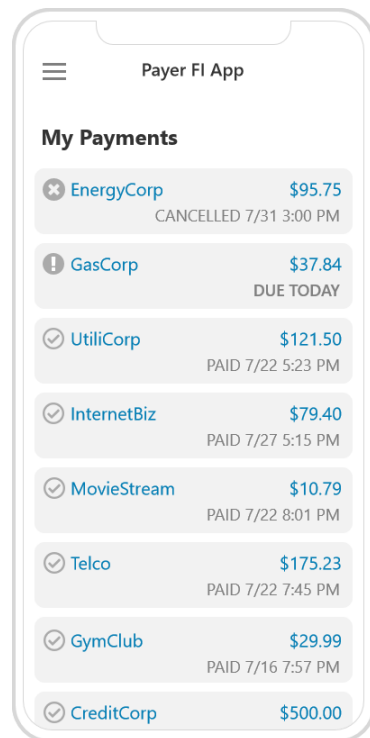 Payer FI App
My Payments
EnergyCorp $95.75
CANCELLED 7/31 3:00 PM
GasCorp $37.84
DUE TODAY
UtiliCorp $121.50
PAID 7/22 5:23 PM
InternetBiz $79.40
PAID 7/27 5:15 PM
MovieStream $10.79
PAID 7/22 8:01 PM
Telco $175.23
PAID 7/22 7:45 PM
GymClub $29.99
PAID 7/16 7:57 PM
CreditCorp $500.00